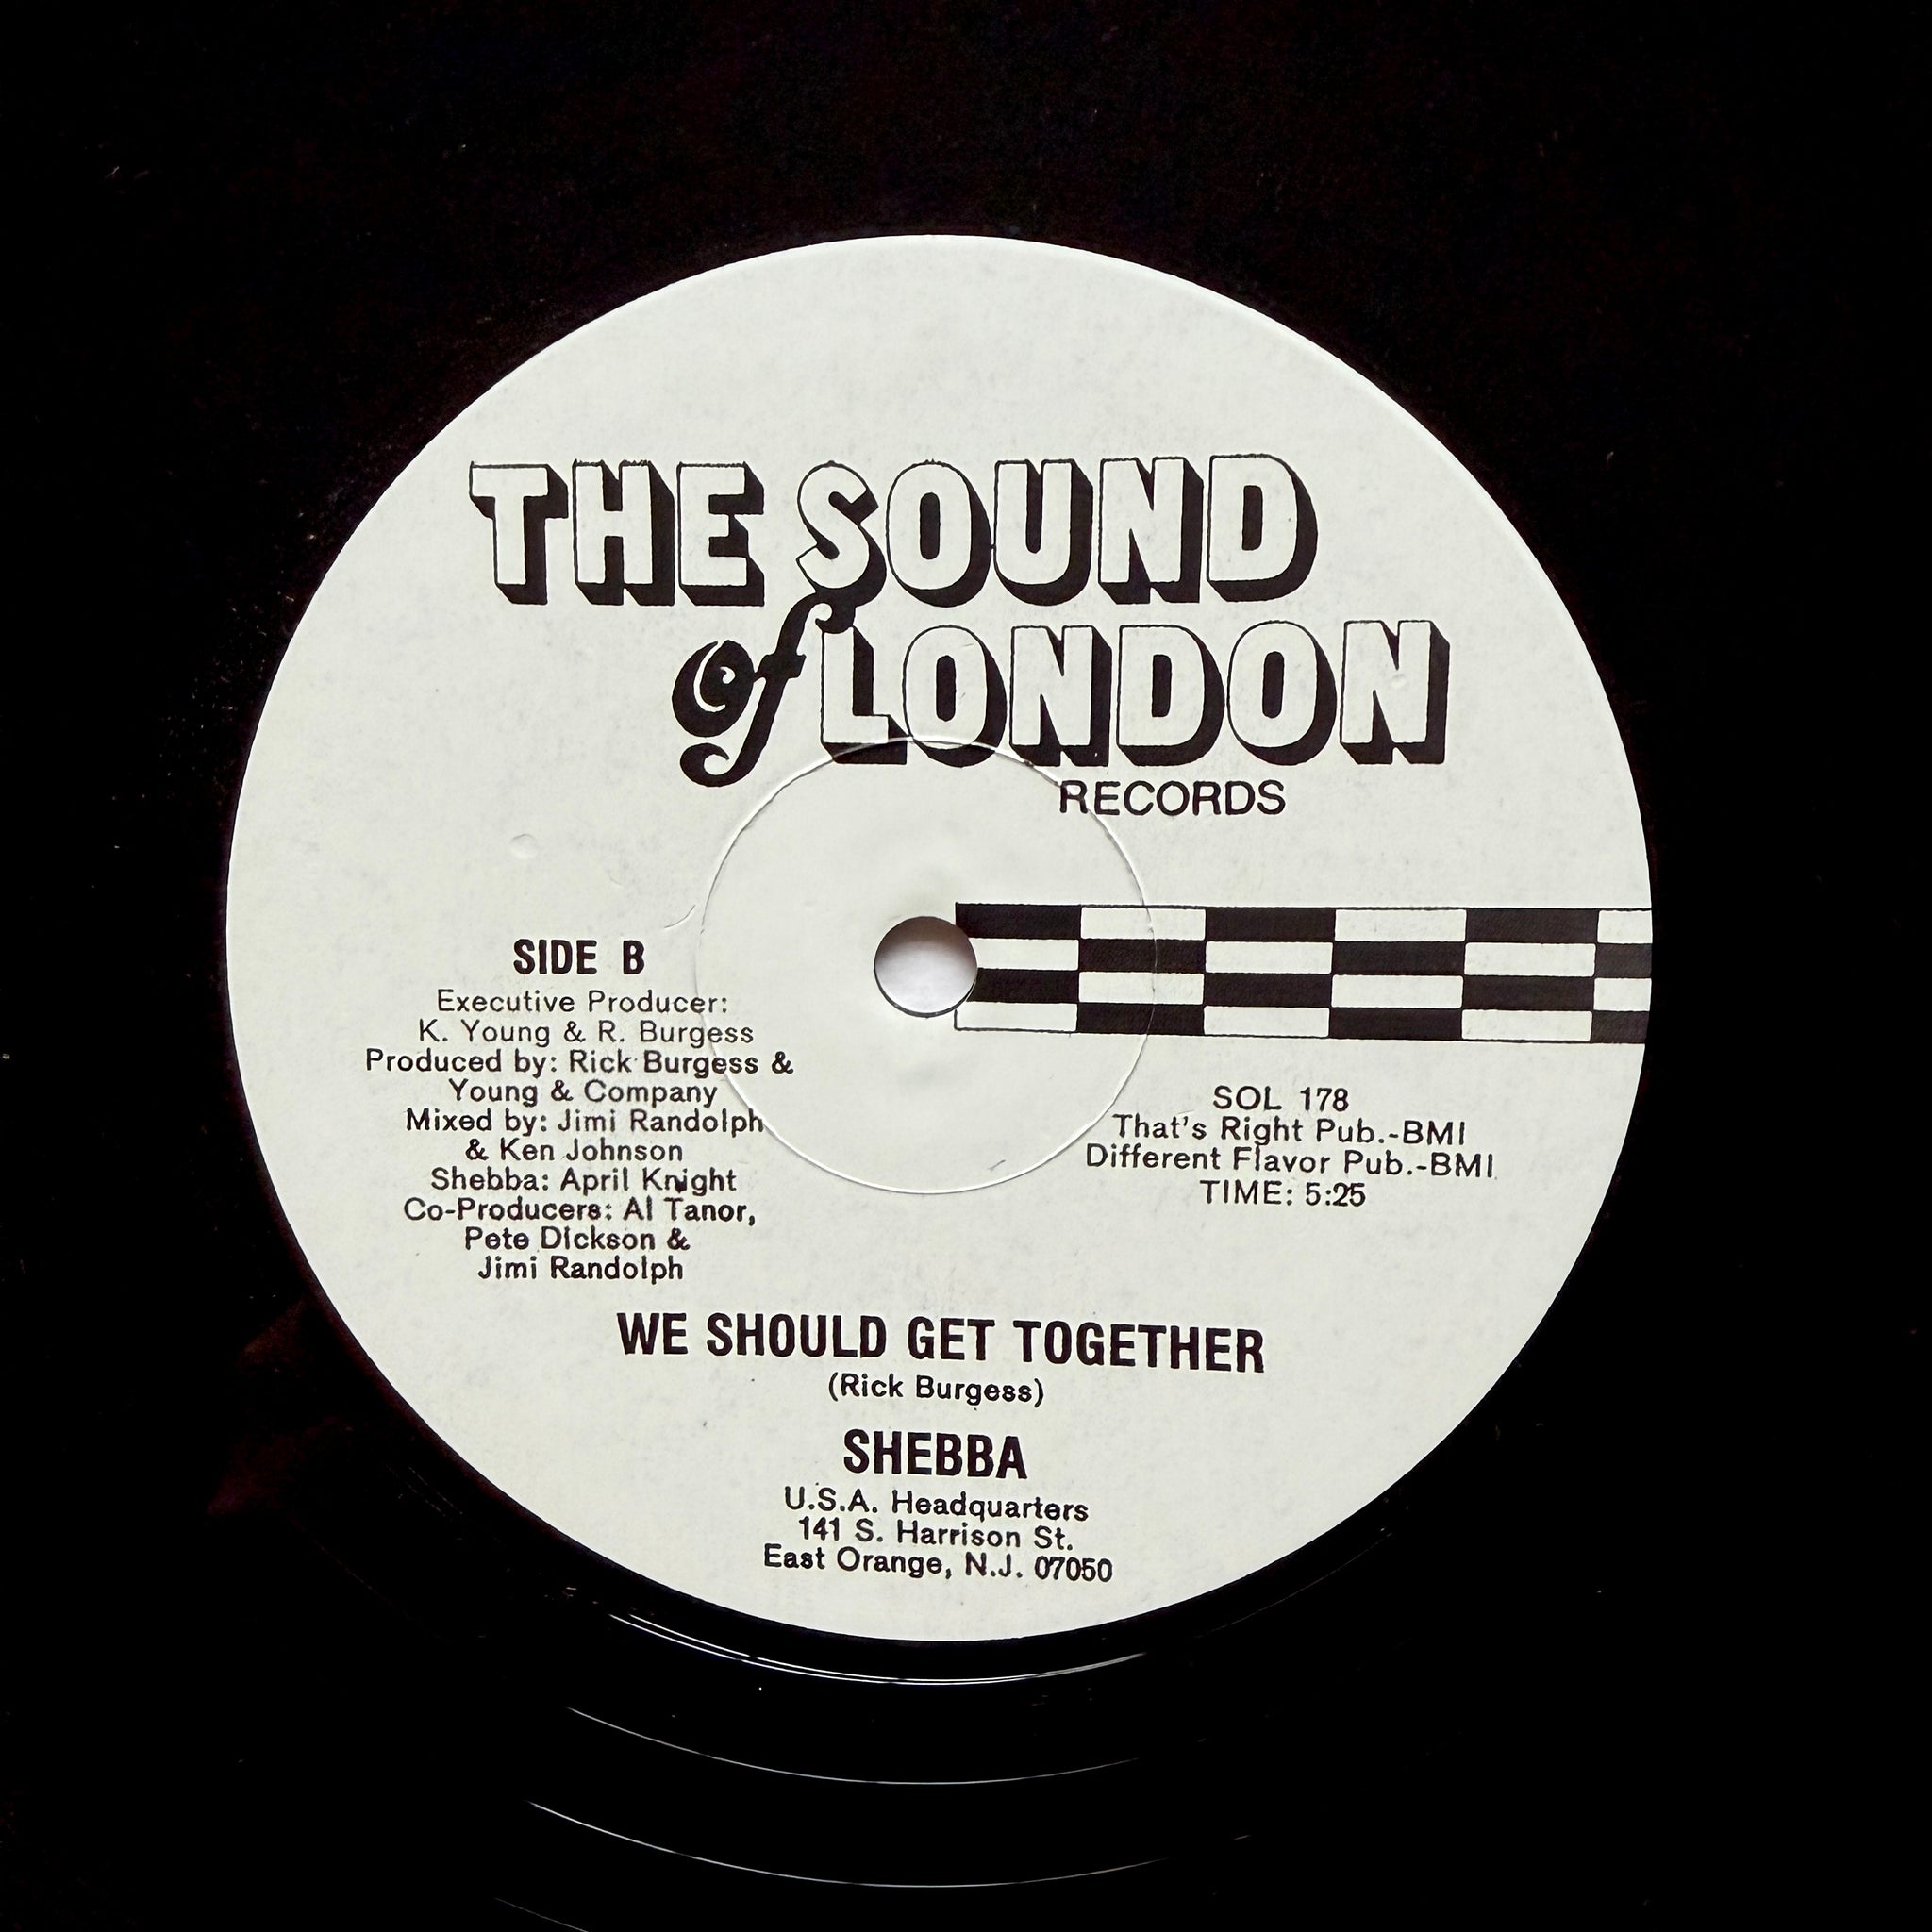 THE SOUND
of LONDON
RECORDS
SIDE B
Executive Producer:
K. Young & R. Burgess
Produced by: Rick Burgess &
Young & Company
Mixed by: Jimi Randolph
& Ken Johnson
Shebba: April Knight
Co-Producers: Al Tanor,
Pete Dickson &
Jimi Randolph
SOL 178
That's Right Pub.-BMI
Different Flavor Pub.-BMI
TIME: 5:25
WE SHOULD GET TOGETHER
(Rick Burgess)
SHEBBA
U.S.A. Headquarters
141 S. Harrison St.
East Orange, N.J. 07050